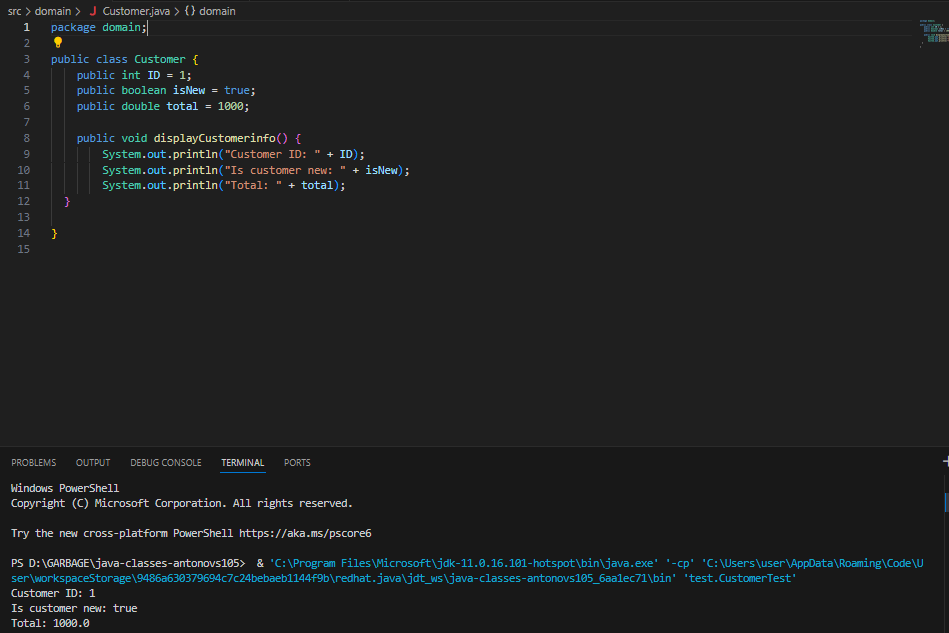 src > domain > J Customer.java > {} domain
1 package domain;
2
3 public class Customer {
4 public int ID = 1;
5 public boolean isNew = true;
6 public double total = 1000;
7
8 public void displayCustomerinfo() {
9 System.out.println("Customer ID: " + ID);
10 System.out.println("Is customer new: " + isNew);
11 System.out.println("Total: " + total);
12 }
13
14 }
15
PROBLEMS OUTPUT DEBUG CONSOLE TERMINAL PORTS
Windows PowerShell
Copyright (C) Microsoft Corporation. All rights reserved.
Try the new cross-platform PowerShell https://aka.ms/pscore6
PS D:\GARBAGE\java-classes-antonovs105> & 'C:\Program Files\Microsoft\jdk-11.0.16.101-hotspot\bin\java.exe' '-cp' 'C:\Users\user\AppData\Roaming\Code\U
ser\workspaceStorage\9486a630379694c7c24bebaeb1144f9b\redhat.java\jdt_ws\java-classes-antonovs105_6aa1ec71\bin' 'test.CustomerTest'
Customer ID: 1
Is customer new: true
Total: 1000.0